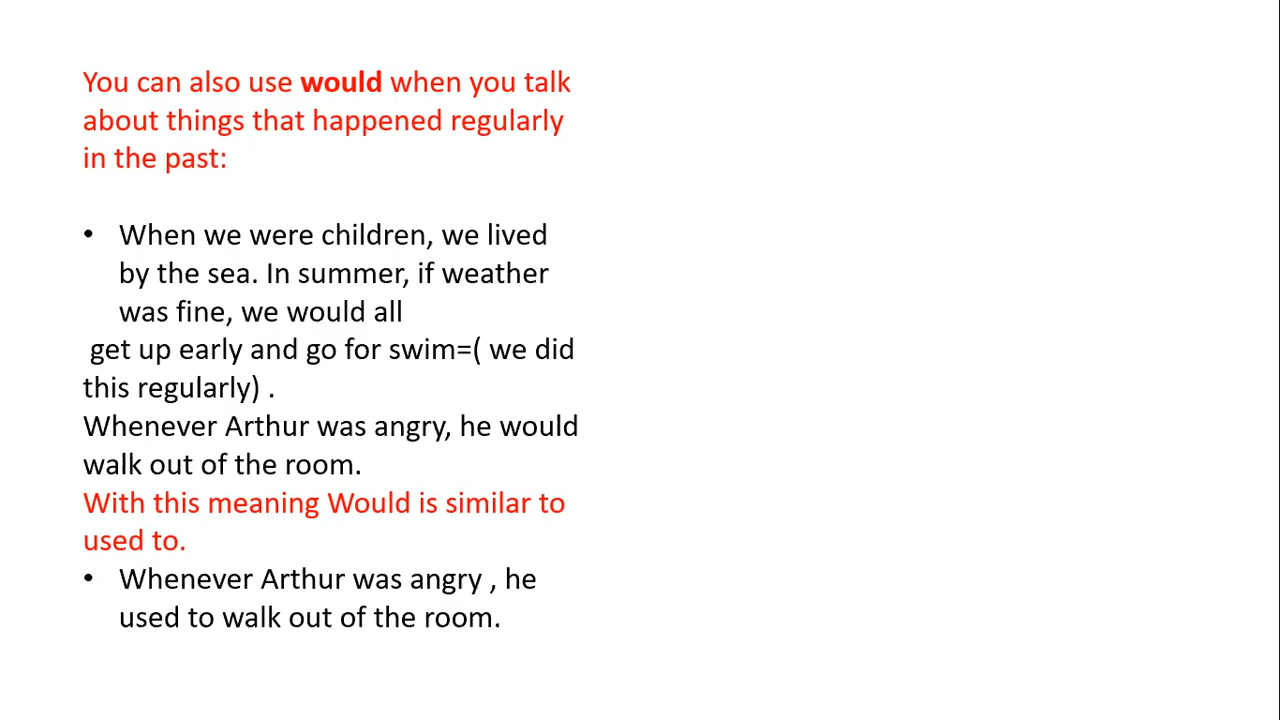 You can also use would when you talk
about things that happened regularly
in the past:
• When we were children, we lived
by the sea. In summer, if weather
was fine, we would all
get up early and go for swim=( we did
this regularly) .
Whenever Arthur was angry, he would
walk out of the room.
With this meaning Would is similar to
used to.
• Whenever Arthur was angry , he
used to walk out of the room.